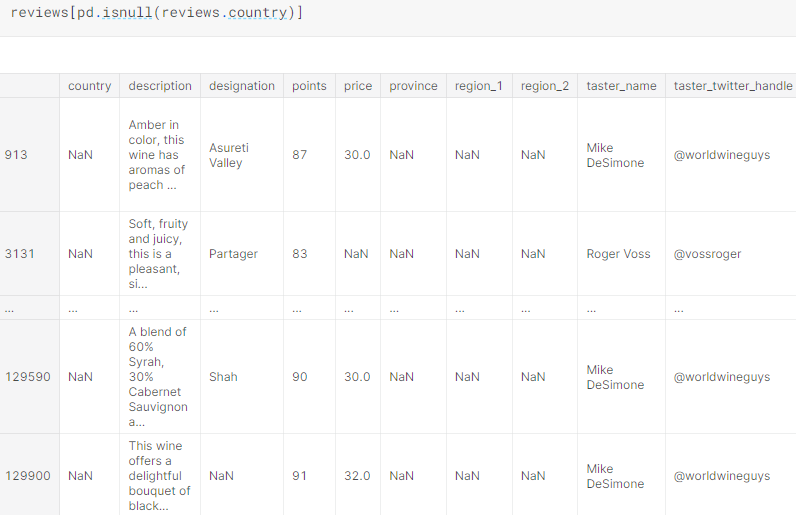 reviews[pd.isnull(reviews.country)]
country description designation points price province region_1 region_2 taster_name taster_twitter_handle
913 NaN Amber in color, this wine has aromas of peach ... Asureti Valley 87 30.0 NaN NaN NaN Mike DeSimone @worldwineguys
3131 NaN Soft, fruity and juicy, this is a pleasant, si... Partager 83 NaN NaN NaN NaN Roger Voss @vossroger
... ... ... ... ... ... ... ... ... ... ...
129590 NaN A blend of 60% Syrah, 30% Cabernet Sauvignon a... Shah 90 30.0 NaN NaN NaN Mike DeSimone @worldwineguys
129900 NaN This wine offers a delightful bouquet of black... NaN 91 32.0 NaN NaN NaN Mike DeSimone @worldwineguys